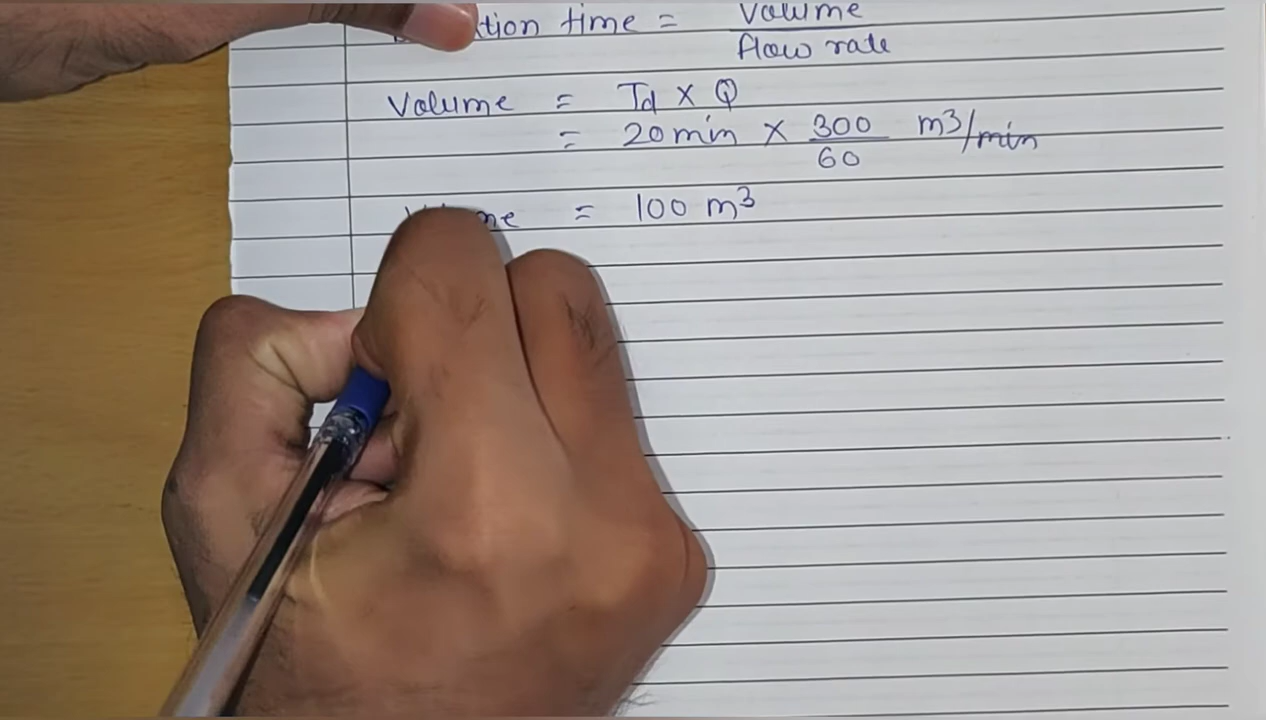 tion time = Volume / flow rate
Volume = Td × Q
= 20 min × 300/60 m³/min
= 100 m³